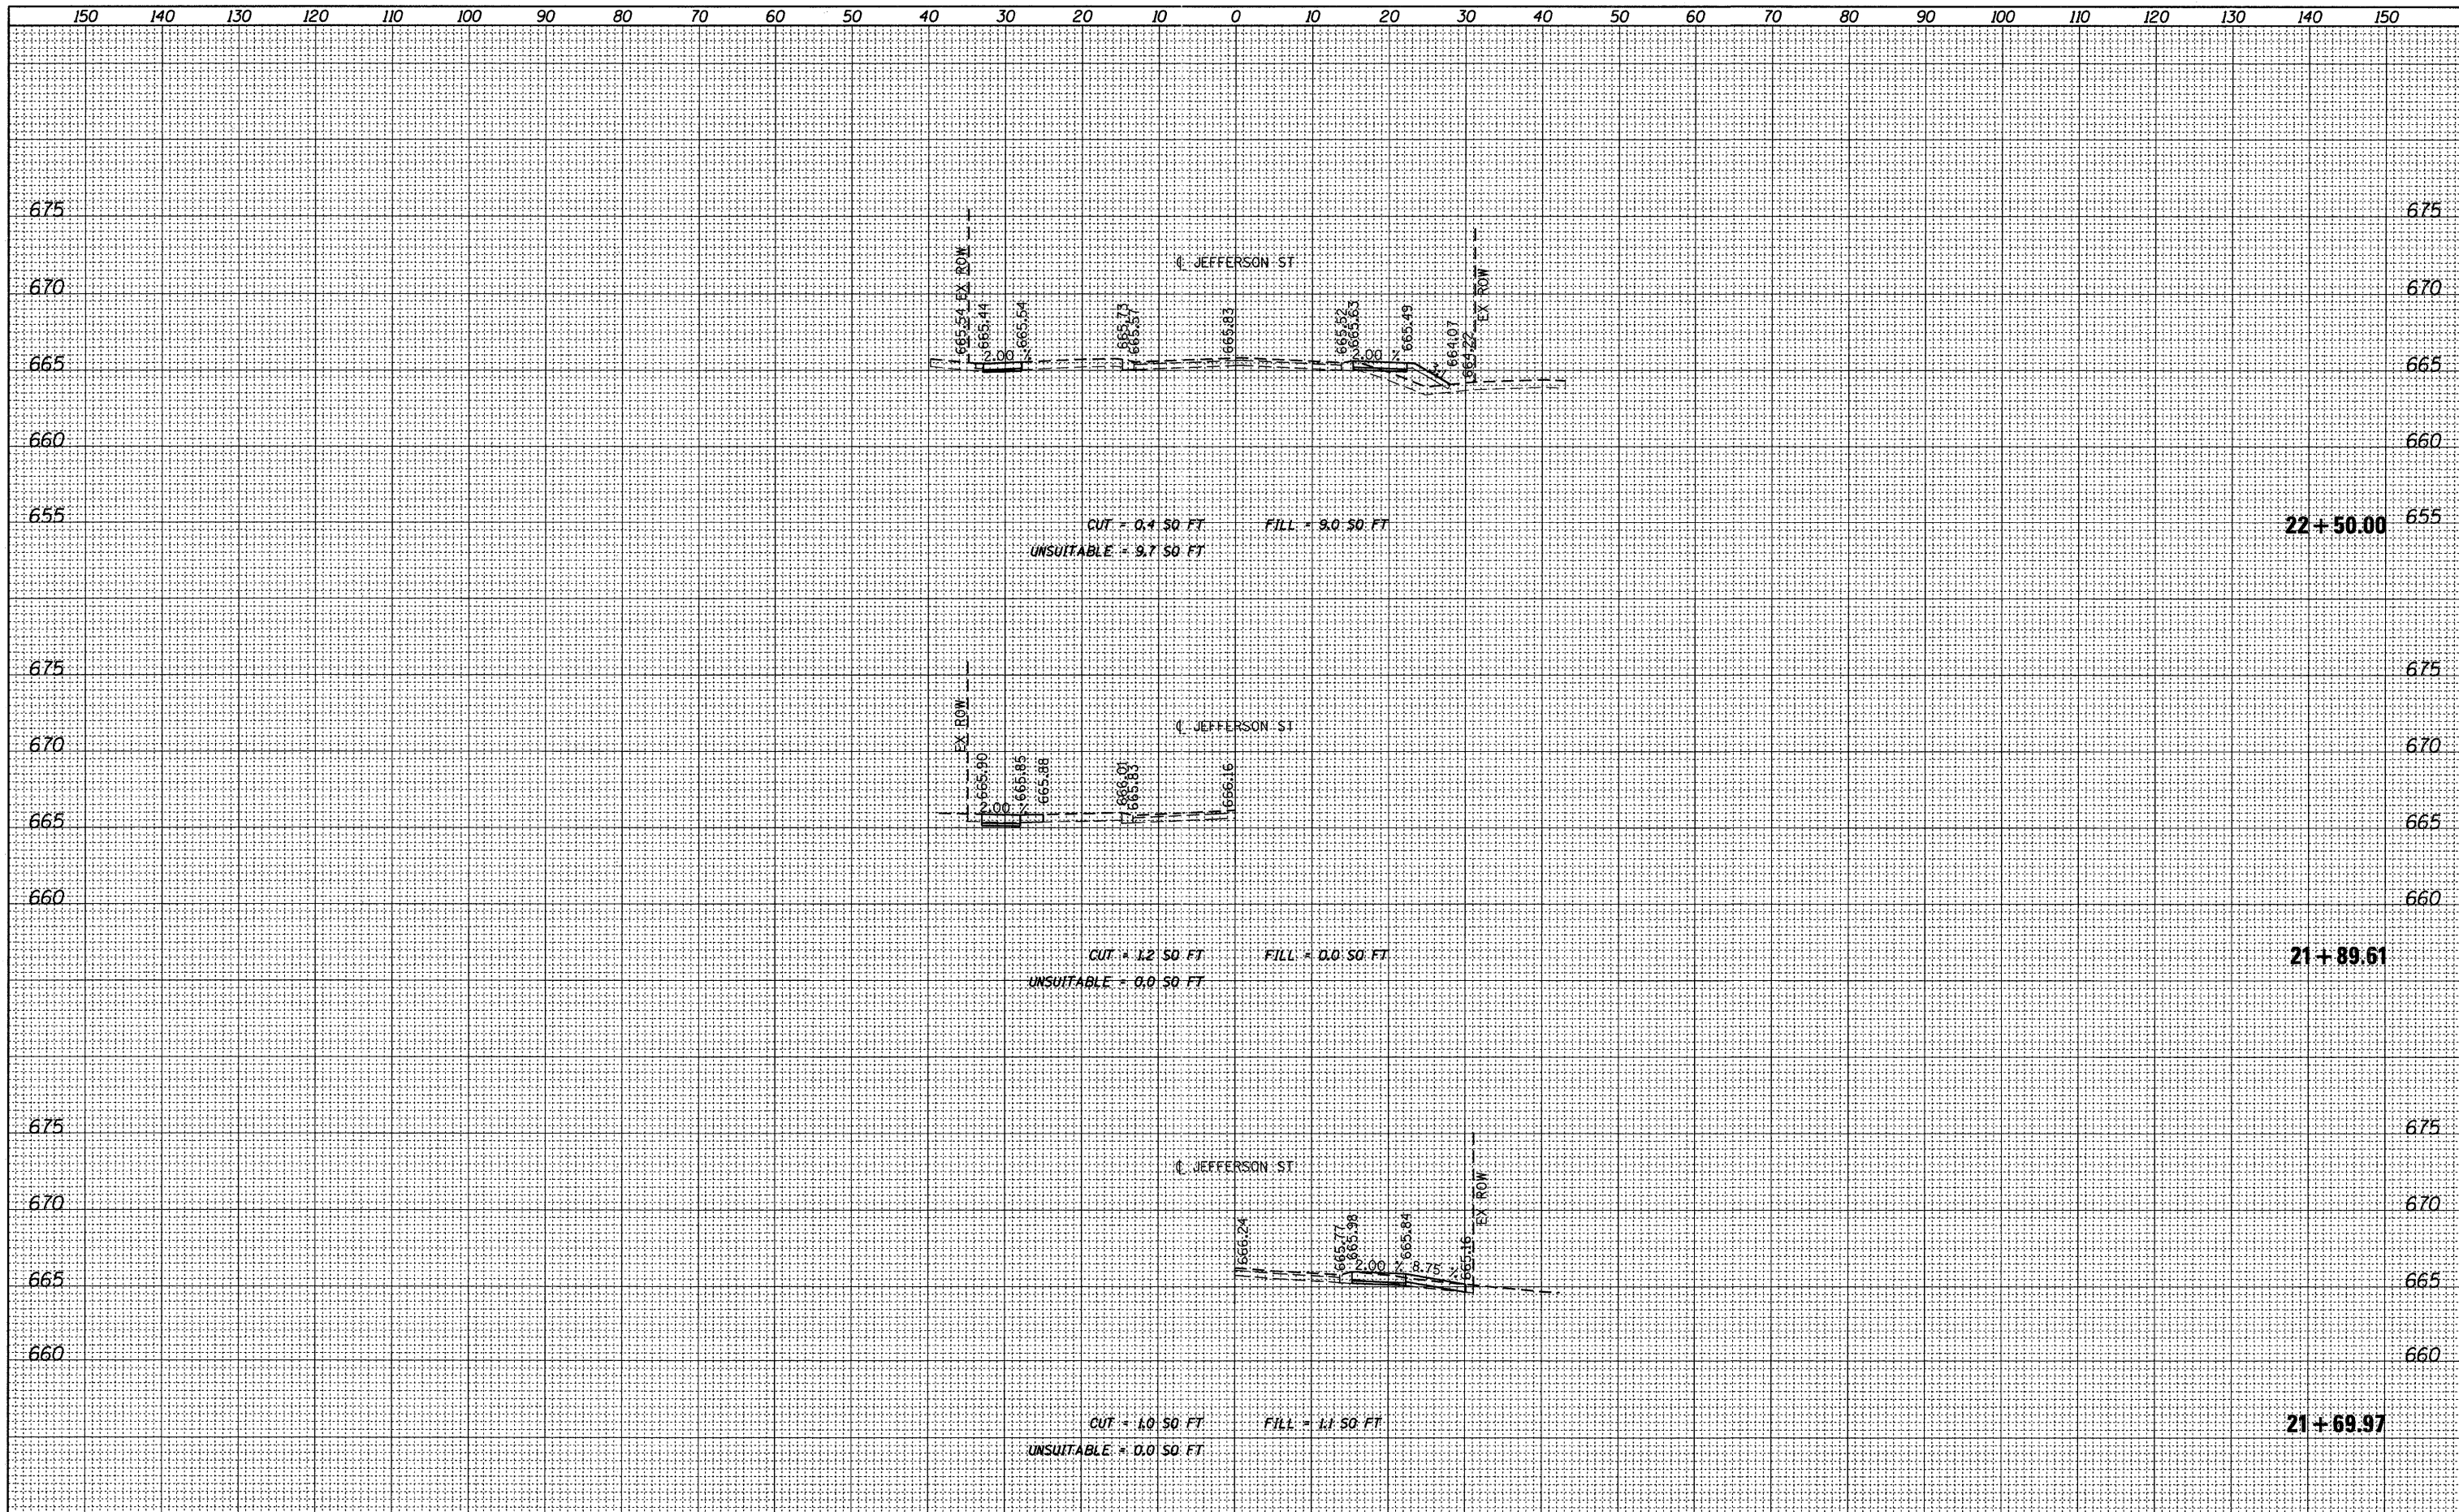 150 140 130 120 110 100 90 80 70 60 50 40 30 20 10 0 10 20 30 40 50 60 70 80 90 100 110 120 130 140 150
675 675
EX ROW
℄ JEFFERSON ST
EX ROW
670 670
665.54 665.44 665.54 665.73 665.57 665.83 665.52 665.63 665.49 664.07 664.22
2.00 % 2.00 %
665 665
660 660
655 655
CUT = 0.4 SQ FT FILL = 9.0 SQ FT
22+50.00
UNSUITABLE = 9.7 SQ FT
675 675
EX ROW
℄ JEFFERSON ST
670 670
665.90 665.85 665.88 666.01 665.83 666.16
2.00 %
665 665
660 660
CUT = 1.2 SQ FT FILL = 0.0 SQ FT
21+89.61
UNSUITABLE = 0.0 SQ FT
675 675
℄ JEFFERSON ST
EX ROW
670 670
666.24 665.77 665.98 665.84 665.16
2.00 % 8.75 %
665 665
660 660
CUT = 1.0 SQ FT FILL = 1.1 SQ FT
21+69.97
UNSUITABLE = 0.0 SQ FT